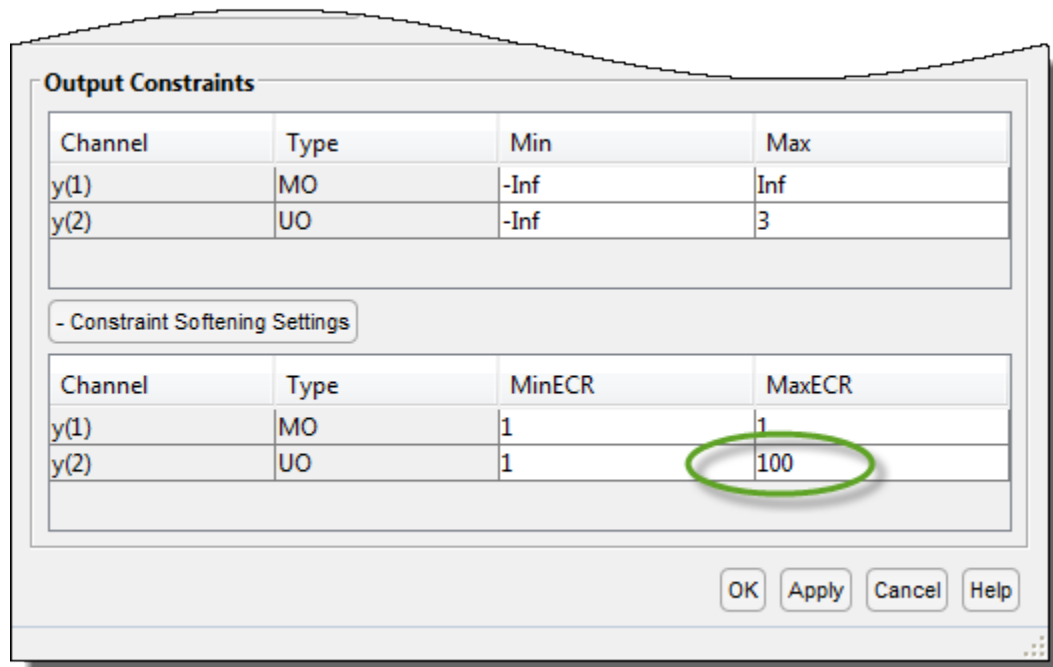 Output Constraints
Channel Type Min Max
y(1) MO -Inf Inf
y(2) UO -Inf 3
- Constraint Softening Settings
Channel Type MinECR MaxECR
y(1) MO 1 1
y(2) UO 1 100
OK Apply Cancel Help